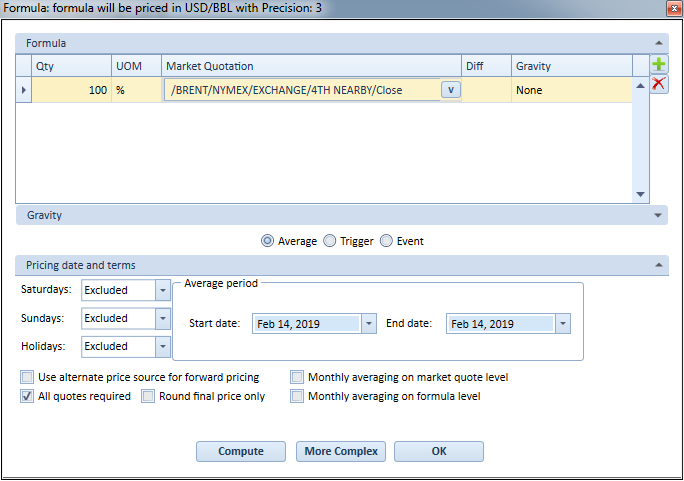 Formula: formula will be priced in USD/BBL with Precision: 3
Formula
Qty UOM Market Quotation Diff Gravity
100 % /BRENT/NYMEX/EXCHANGE/4TH NEARBY/Close v None
Gravity
Average Trigger Event
Pricing date and terms
Saturdays: Excluded Average period
Sundays: Excluded Start date: Feb 14, 2019 End date: Feb 14, 2019
Holidays: Excluded
Use alternate price source for forward pricing Monthly averaging on market quote level
All quotes required Round final price only Monthly averaging on formula level
Compute More Complex OK